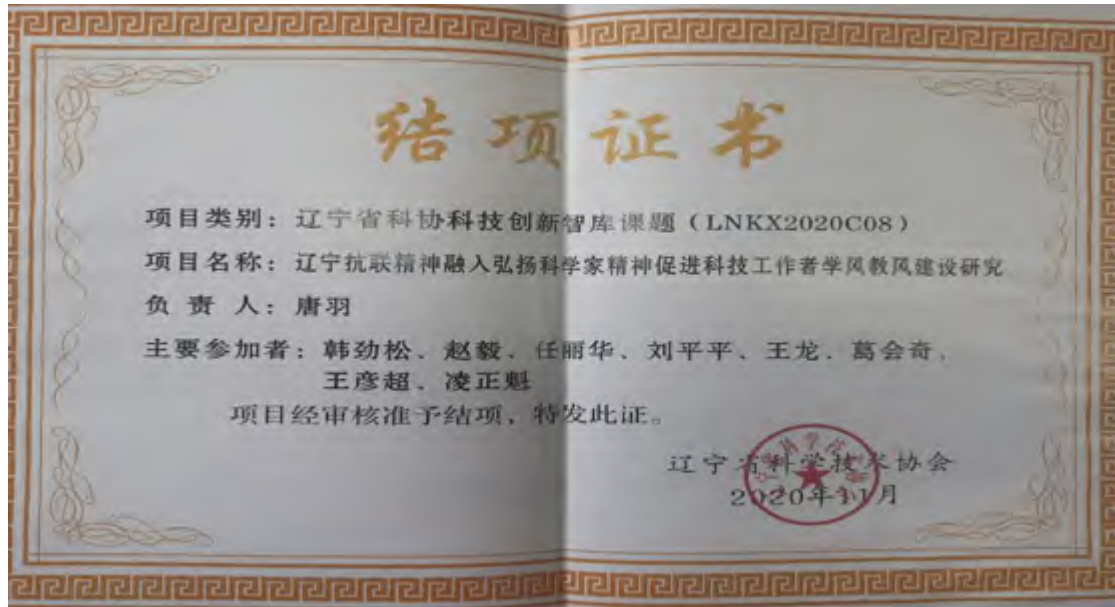 结项证书
项目类别：辽宁省科协科技创新智库课题（LNKX2020C08）
项目名称：辽宁抗联精神融入弘扬科学家精神促进科技工作者学风教风建设研究
负 责 人：唐羽
主要参加者：韩劲松、赵毅、任丽华、刘平平、王龙、葛会奇、
王彦超、凌正魁
项目经审核准予结项，特发此证。
辽宁省科学技术协会
2020年11月